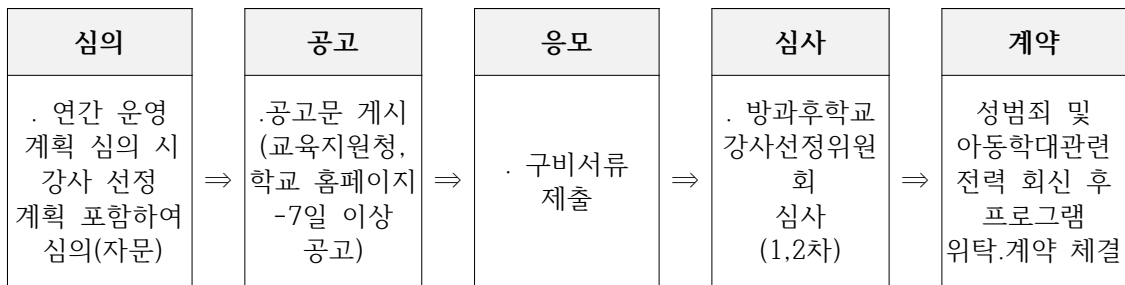 심의
. 연간 운영
계획 심의 시
강사 선정
계획 포함하여
심의(자문)
⇒
공고
.공고문 게시
(교육지원청,
학교 홈페이지
-7일 이상
공고)
⇒
응모
. 구비서류
제출
⇒
심사
. 방과후학교
강사선정위원
회
심사
(1,2차)
⇒
계약
성범죄 및
아동학대관련
전력 회신 후
프로그램
위탁.계약 체결